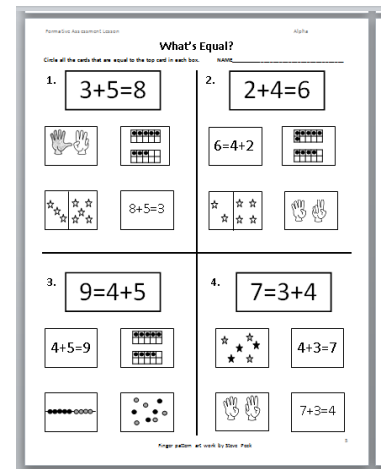 Formative Assessment Lesson Alpha
What's Equal?
Circle all the cards that are equal to the top card in each box. NAME
1. 3+5=8
2. 2+4=6
6=4+2
8+5=3
3. 9=4+5
4. 7=3+4
4+5=9
4+3=7
7+3=4
Finger pattern art work by Steve Peek